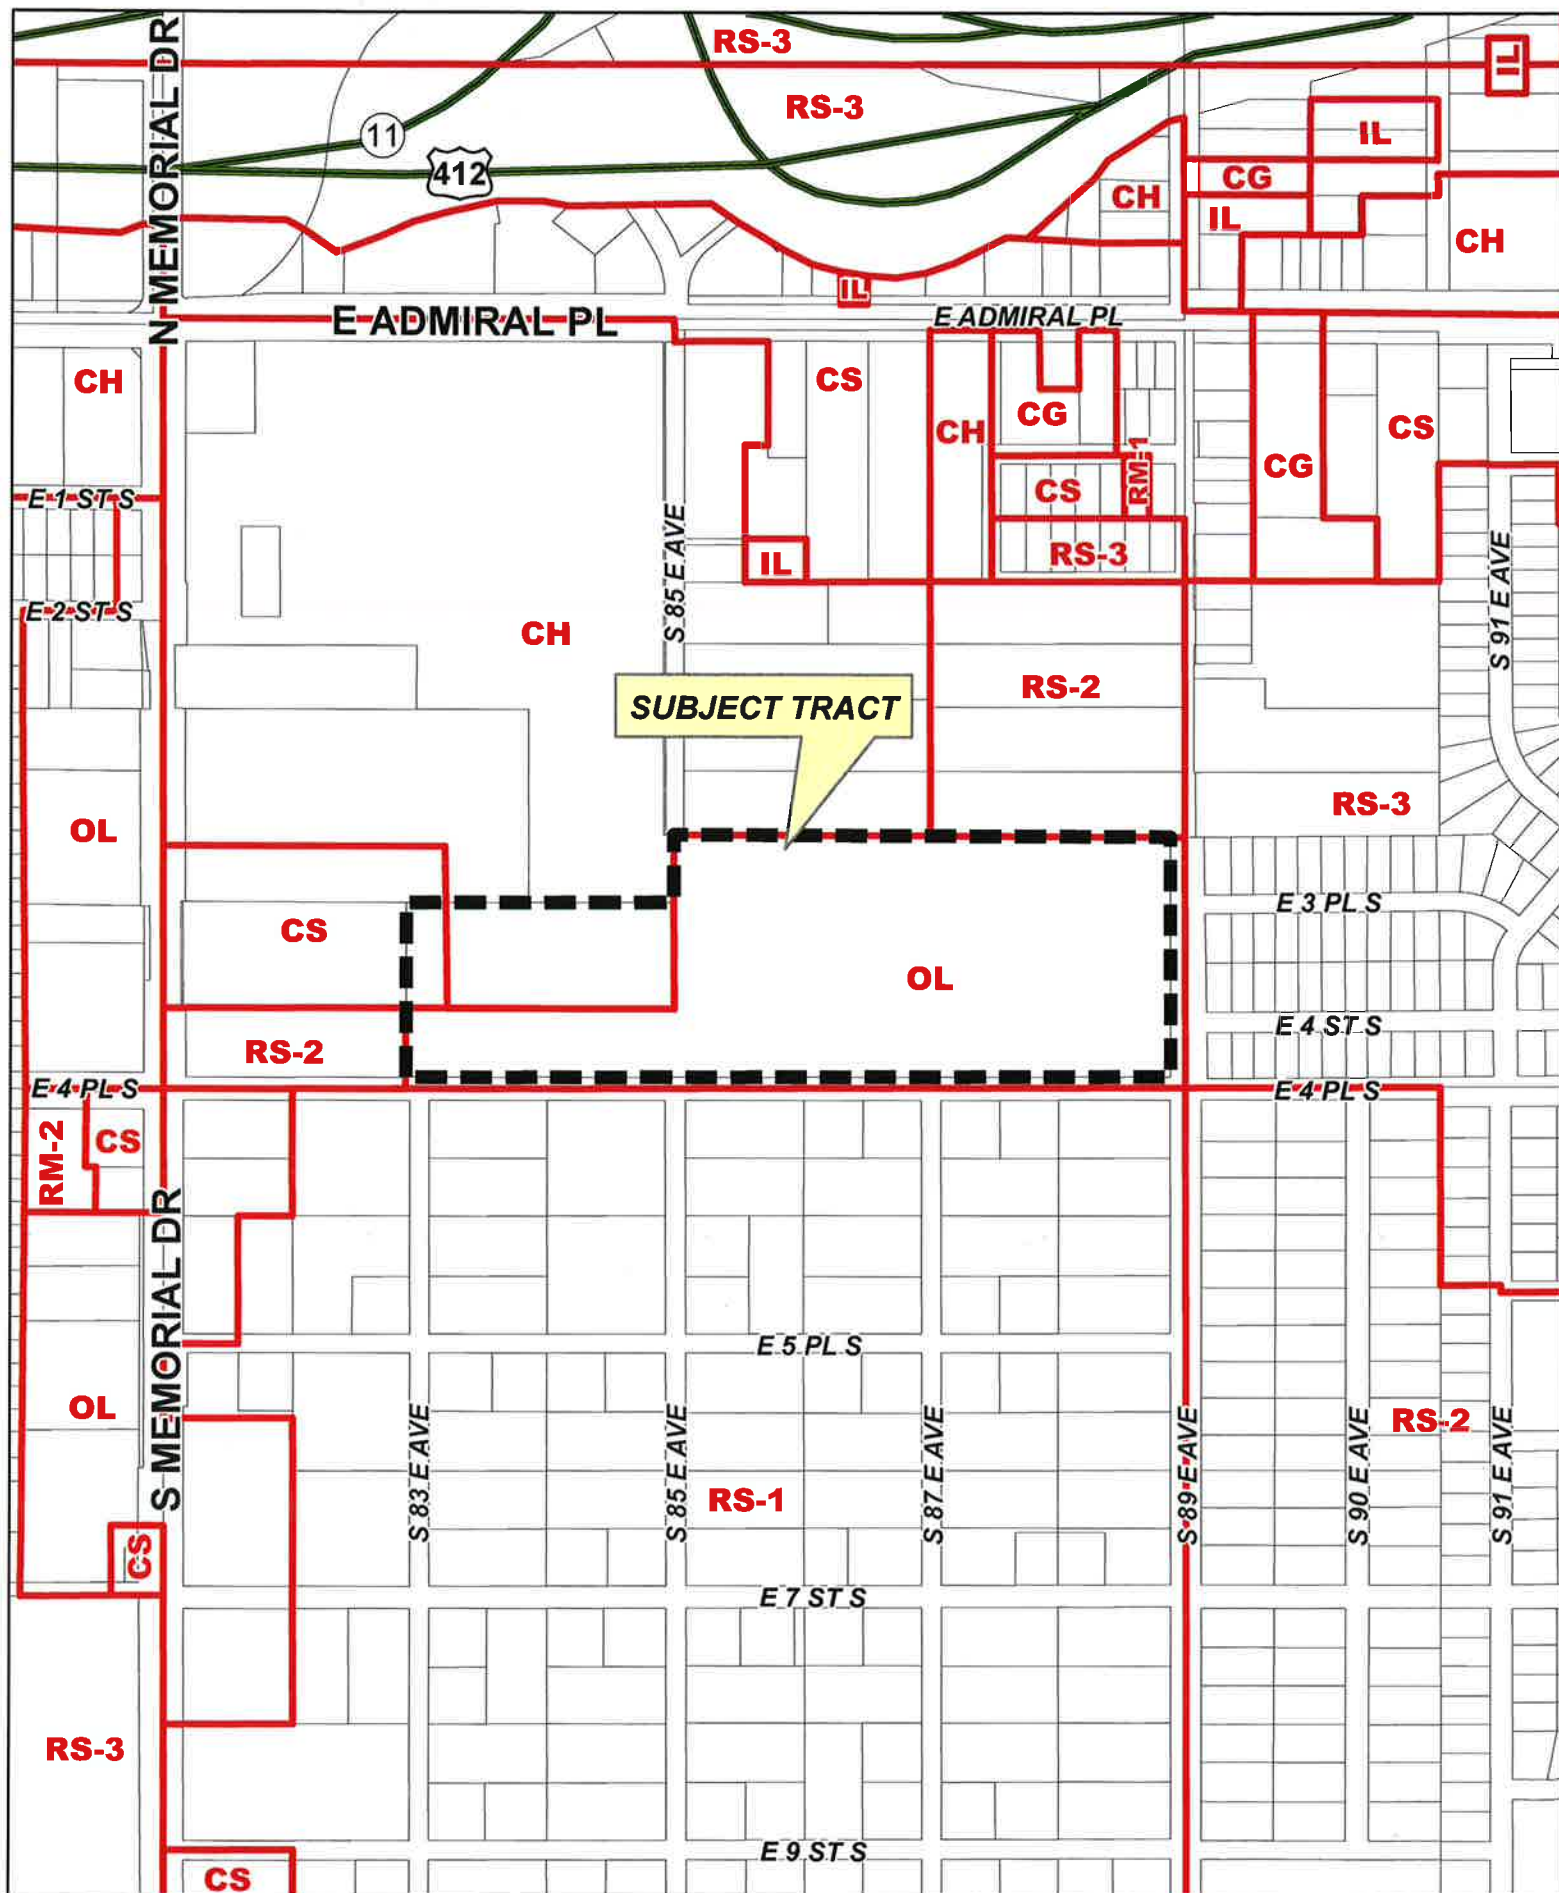 RS-3
IL
N MEMORIAL DR
RS-3
11
IL
412
CG
CH
IL
CH
IL
E ADMIRAL PL
E ADMIRAL PL
CH
CS
CG
CS
CH
CG
RM-1
E 1 ST S
CS
S 85 E AVE
RS-3
IL
S 91 E AVE
E 2 ST S
CH
RS-2
SUBJECT TRACT
RS-3
OL
E 3 PL S
CS
OL
E 4 ST S
RS-2
E 4 PL S
E 4 PL S
RM-2
CS
S MEMORIAL DR
E 5 PL S
OL
RS-2
S 83 E AVE
S 85 E AVE
S 87 E AVE
S 89 E AVE
S 90 E AVE
S 91 E AVE
RS-1
CS
E 7 ST S
RS-3
E 9 ST S
CS